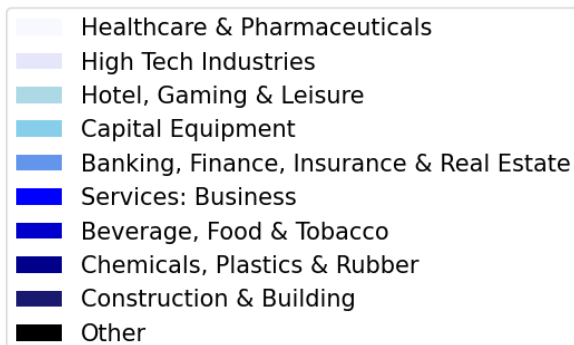 Healthcare & Pharmaceuticals
High Tech Industries
Hotel, Gaming & Leisure
Capital Equipment
Banking, Finance, Insurance & Real Estate
Services: Business
Beverage, Food & Tobacco
Chemicals, Plastics & Rubber
Construction & Building
Other